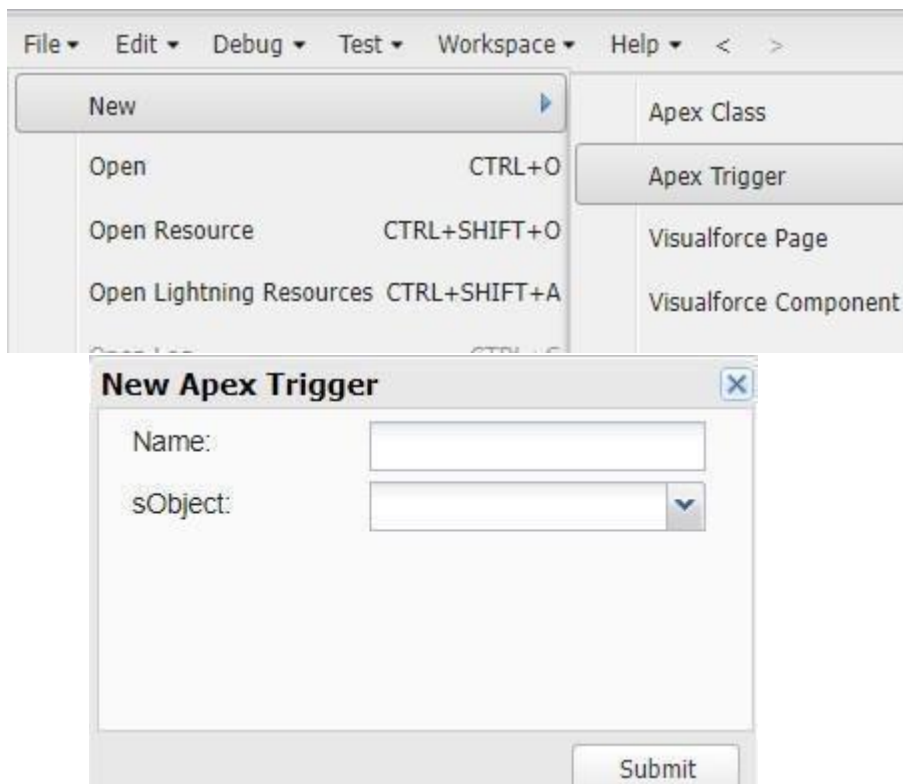 File Edit Debug Test Workspace Help < >
New
Apex Class
Open CTRL+O
Apex Trigger
Open Resource CTRL+SHIFT+O
Visualforce Page
Open Lightning Resources CTRL+SHIFT+A
Visualforce Component
New Apex Trigger
Name:
sObject:
Submit